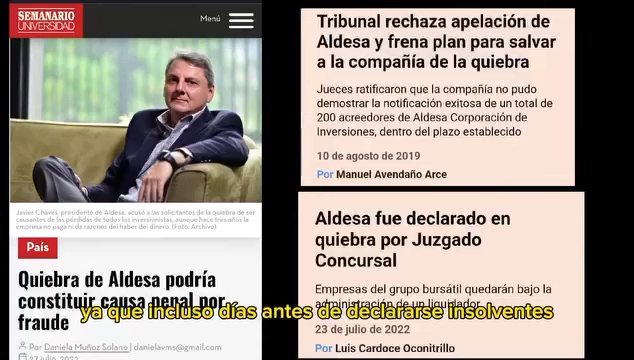 SEMANARIO
UNIVERSIDAD
Menú
Javier Chaves, presidente de Aldesa, acusó a las solicitantes de la quiebra de ser
causantes de las pérdidas de todos los inversionistas, aunque hace tres años la
empresa no paga ni da razones del haber del dinero. (Foto: Archivo)
País
Quiebra de Aldesa podría
constituir causa penal por
fraude
Por Daniela Muñoz Solano | danielavms@gmail.com
27 julio, 2022
Tribunal rechaza apelación de
Aldesa y frena plan para salvar
a la compañía de la quiebra
Jueces ratificaron que la compañía no pudo
demostrar la notificación exitosa de un total de
200 acreedores de Aldesa Corporación de
Inversiones, dentro del plazo establecido
10 de agosto de 2019
Por Manuel Avendaño Arce
Aldesa fue declarado en
quiebra por Juzgado
Concursal
Empresas del grupo bursátil quedarán bajo la
administración de un liquidador
23 de julio de 2022
Por Luis Cardoce Oconitrillo
ya que incluso días antes de declararse insolventes